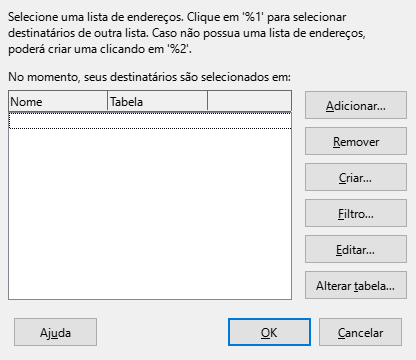 Selecione uma lista de endereços. Clique em '%1' para selecionar
destinatários de outra lista. Caso não possua uma lista de endereços,
poderá criar uma clicando em '%2'.
No momento, seus destinatários são selecionados em:
Nome Tabela
Adicionar...
Remover
Criar...
Filtro...
Editar...
Alterar tabela...
Ajuda OK Cancelar